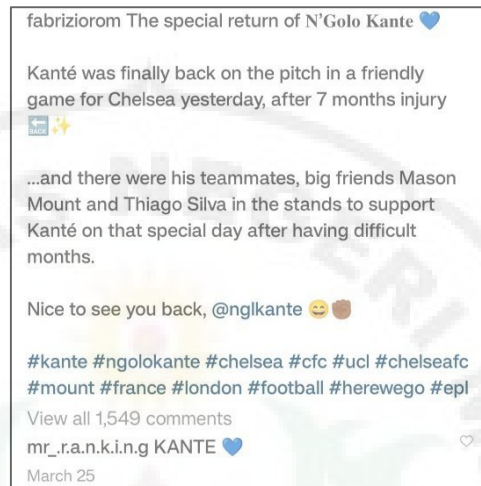 fabriziorom The special return of N'Golo Kante 💙
Kanté was finally back on the pitch in a friendly
game for Chelsea yesterday, after 7 months injury
🔙✨
...and there were his teammates, big friends Mason
Mount and Thiago Silva in the stands to support
Kanté on that special day after having difficult
months.
Nice to see you back, @nglkante 😄✊🏾
#kante #ngolokante #chelsea #cfc #ucl #chelseafc
#mount #france #london #football #herewego #epl
View all 1,549 comments
mr_.r.a.n.k.i.n.g KANTE 💙
March 25